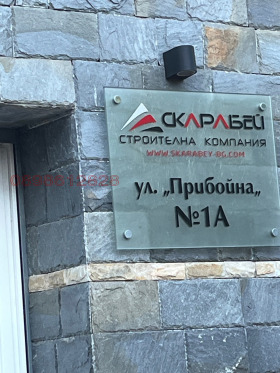 СКАРАБЕЙ
СТРОИТЕЛНА КОМПАНИЯ
WWW.SKARABEY-BG.COM
ул. „Прибойна„
№1А